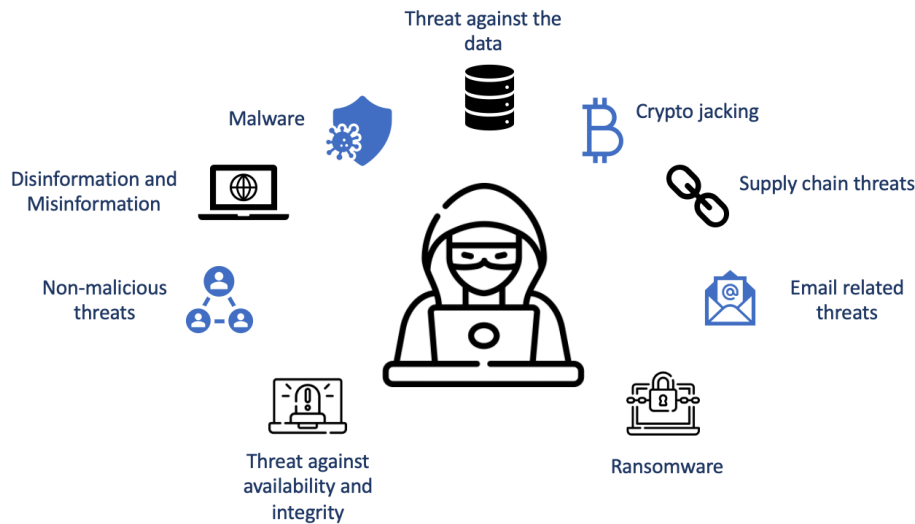 Threat against the
data
Malware
Crypto jacking
Disinformation and
Misinformation
Supply chain threats
Non-malicious
threats
@
Email related
threats
Threat against
availability and
integrity
Ransomware